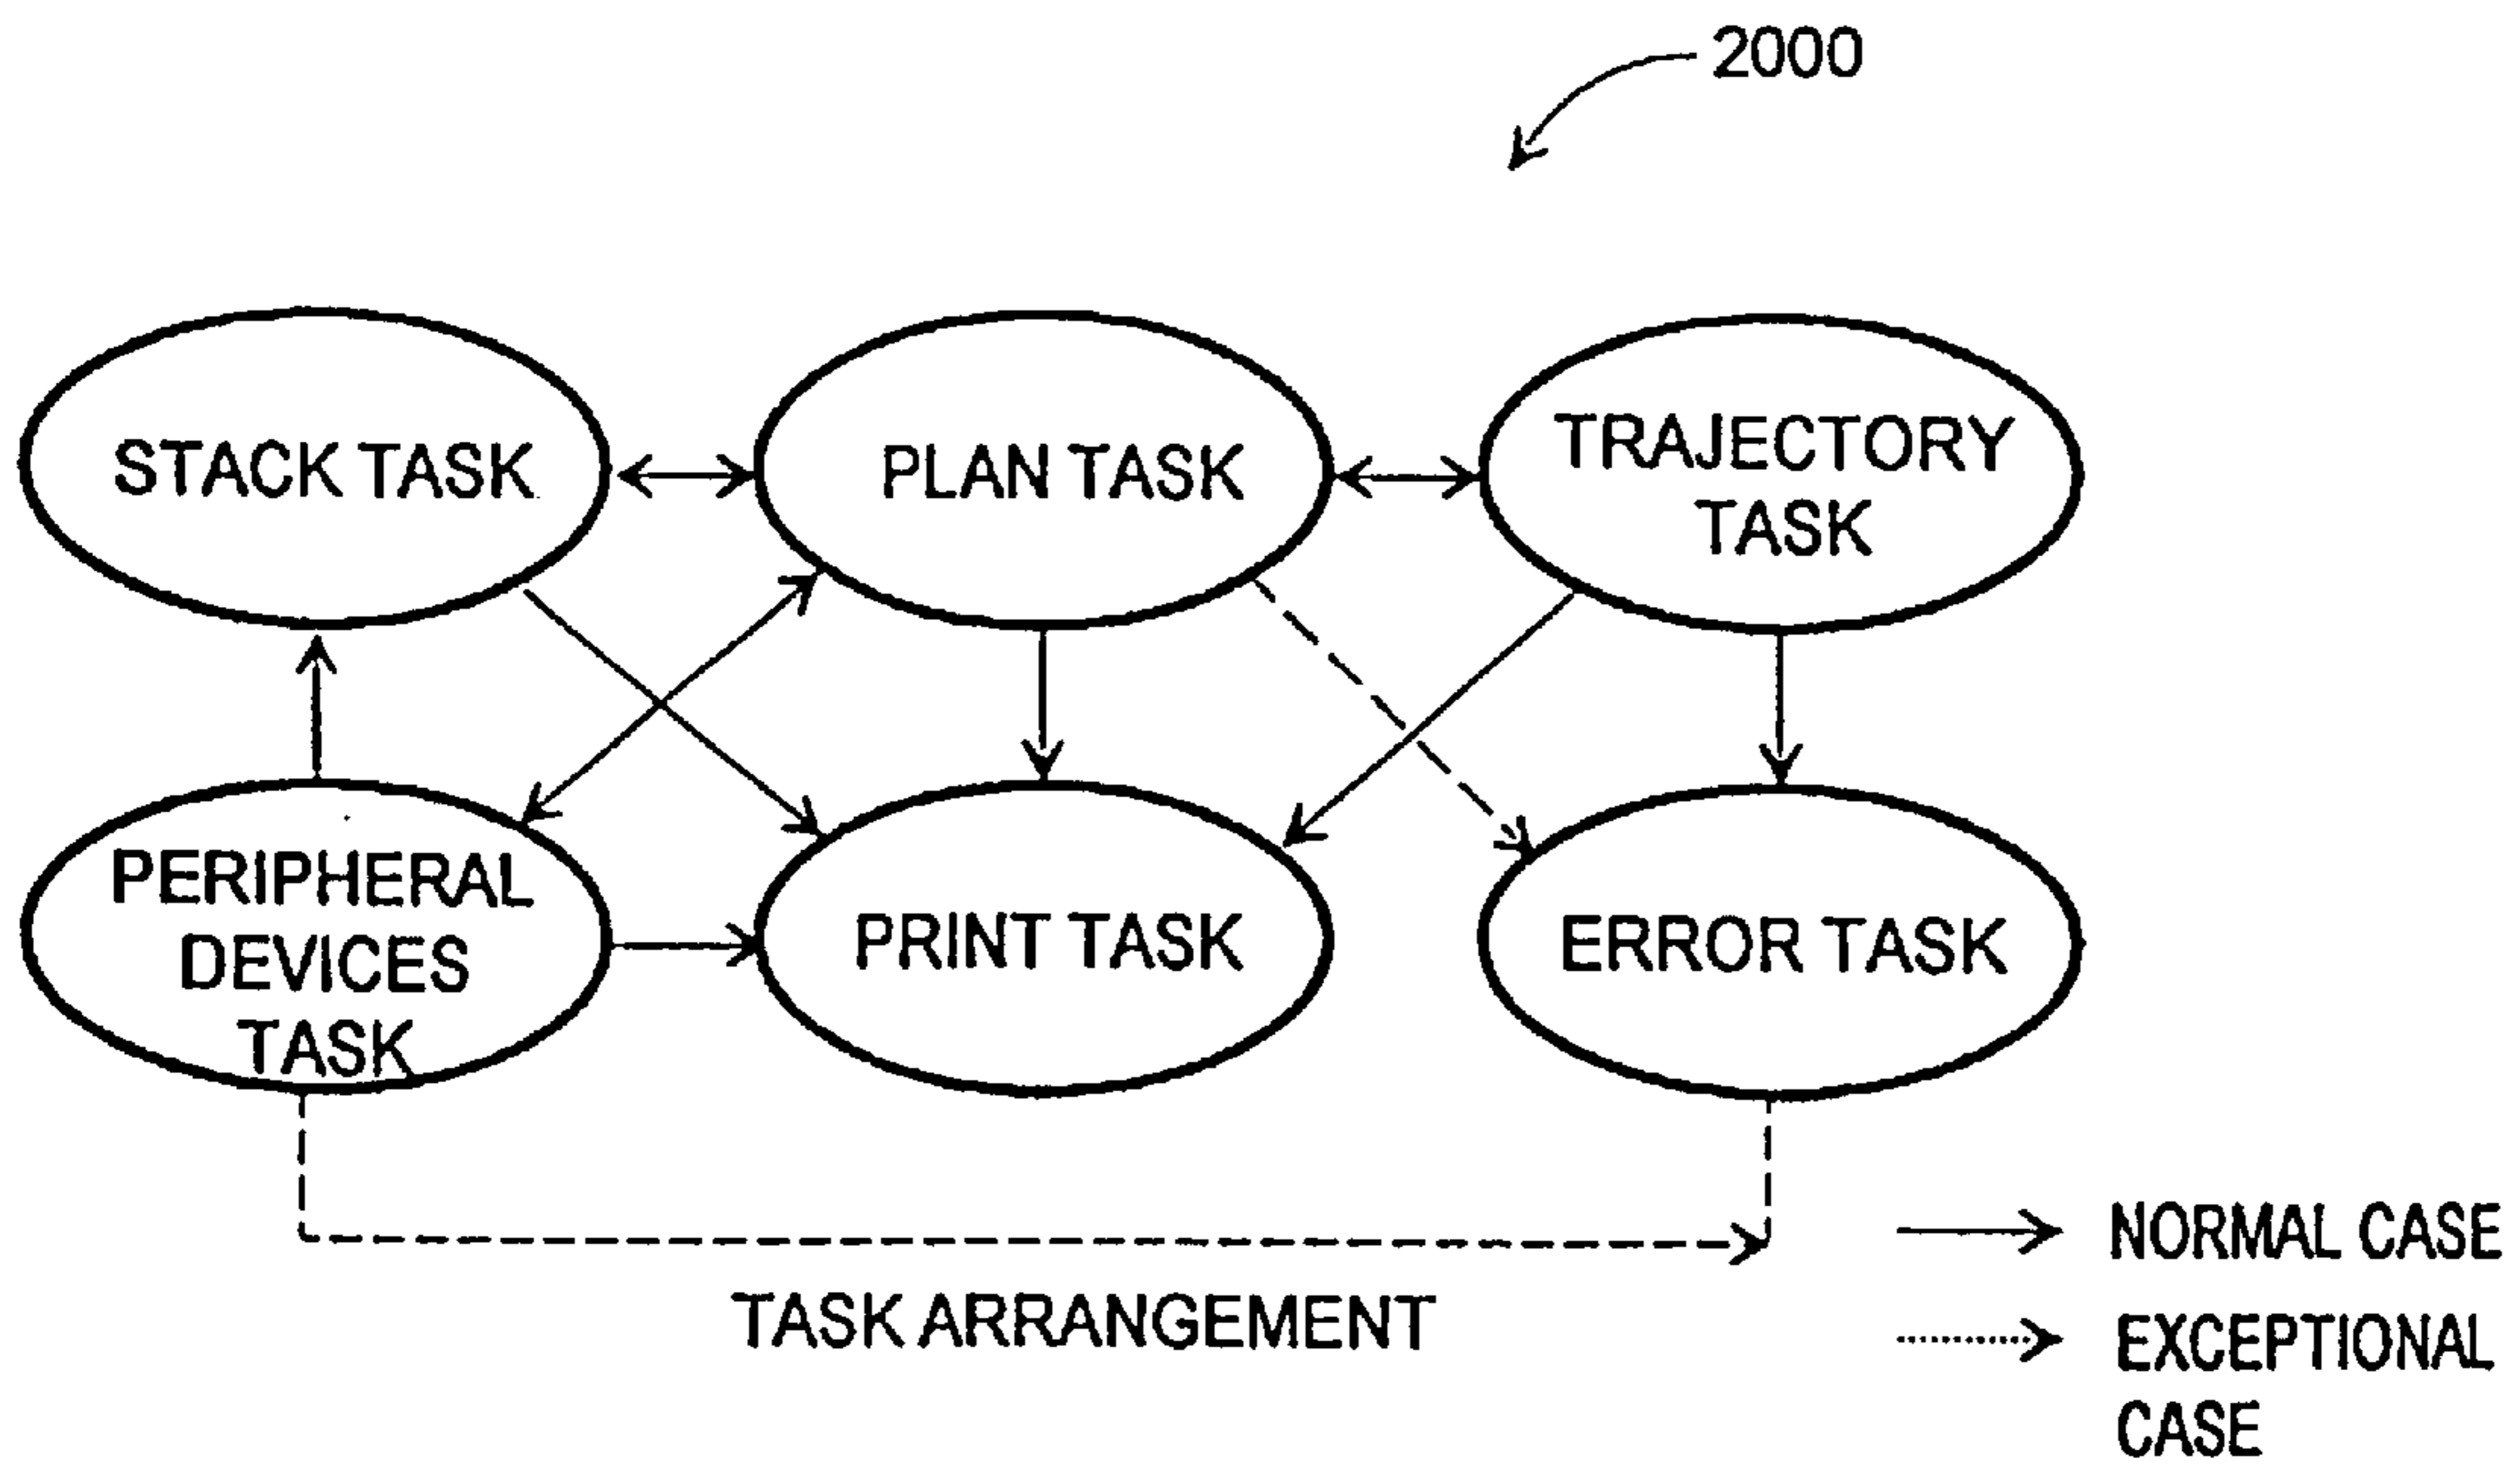 2000
STACK TASK
PLAN TASK
TRAJECTORY
TASK
PERIPHERAL
DEVICES
TASK
PRINT TASK
ERROR TASK
TASK ARRANGEMENT
NORMAL CASE
EXCEPTIONAL
CASE